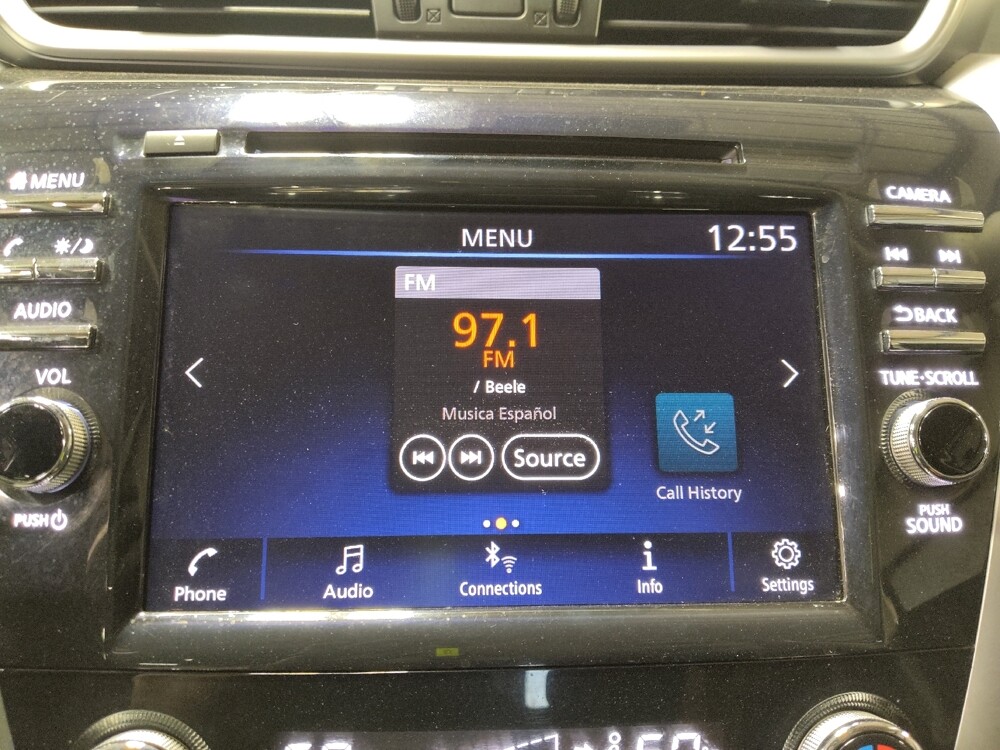 MENU
CAMERA
MENU
12:55
FM
AUDIO
BACK
97.1
FM
/ Beele
VOL
TUNE·SCROLL
Musica Español
Source
Call History
PUSH
PUSH
SOUND
Phone
Audio
Connections
Info
Settings